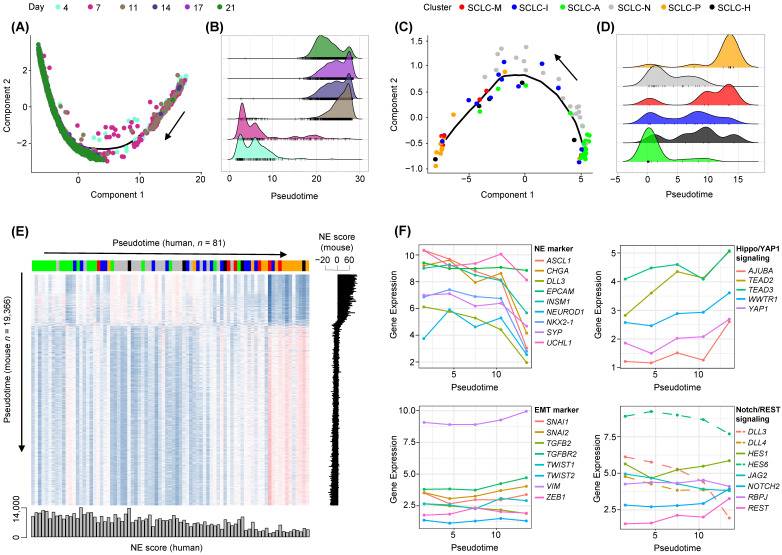 Day 4 7 11 14 17 21
Cluster SCLC-M SCLC-I SCLC-A SCLC-N SCLC-P SCLC-H
(A)
Component 2
2
0
−2
0
10
20
Component 1
(B)
0 5 10 15 20 25 30
Pseudotime
(C)
Component 2
1.5
1.0
0.5
0.0
−0.5
−1.0
−5
0
5
Component 1
(D)
−5 0 5 10 15
Pseudotime
(E)
Pseudotime (human, n = 81)
NE score
(mouse)
−20 0 60
Pseudotime (mouse n = 19,366)
14,000
0
NE score (human)
(F)
Gene Expression
10
8
6
4
2
5
10
Pseudotime
NE marker
ASCL1
CHGA
DLL3
EPCAM
INSM1
NEUROD1
NKX2-1
SYP
UCHL1
Gene Expression
5
4
3
2
1
5
10
Pseudotime
Hippo/YAP1
signaling
AJUBA
TEAD2
TEAD3
WWTR1
YAP1
Gene Expression
10.0
7.5
5.0
2.5
5
10
Pseudotime
EMT marker
SNAI1
SNAI2
TGFB2
TGFBR2
TWIST1
TWIST2
VIM
ZEB1
Gene Expression
7.5
5.0
2.5
5
10
Pseudotime
Notch/REST
signaling
DLL3
DLL4
HES1
HES6
JAG2
NOTCH2
RBPJ
REST